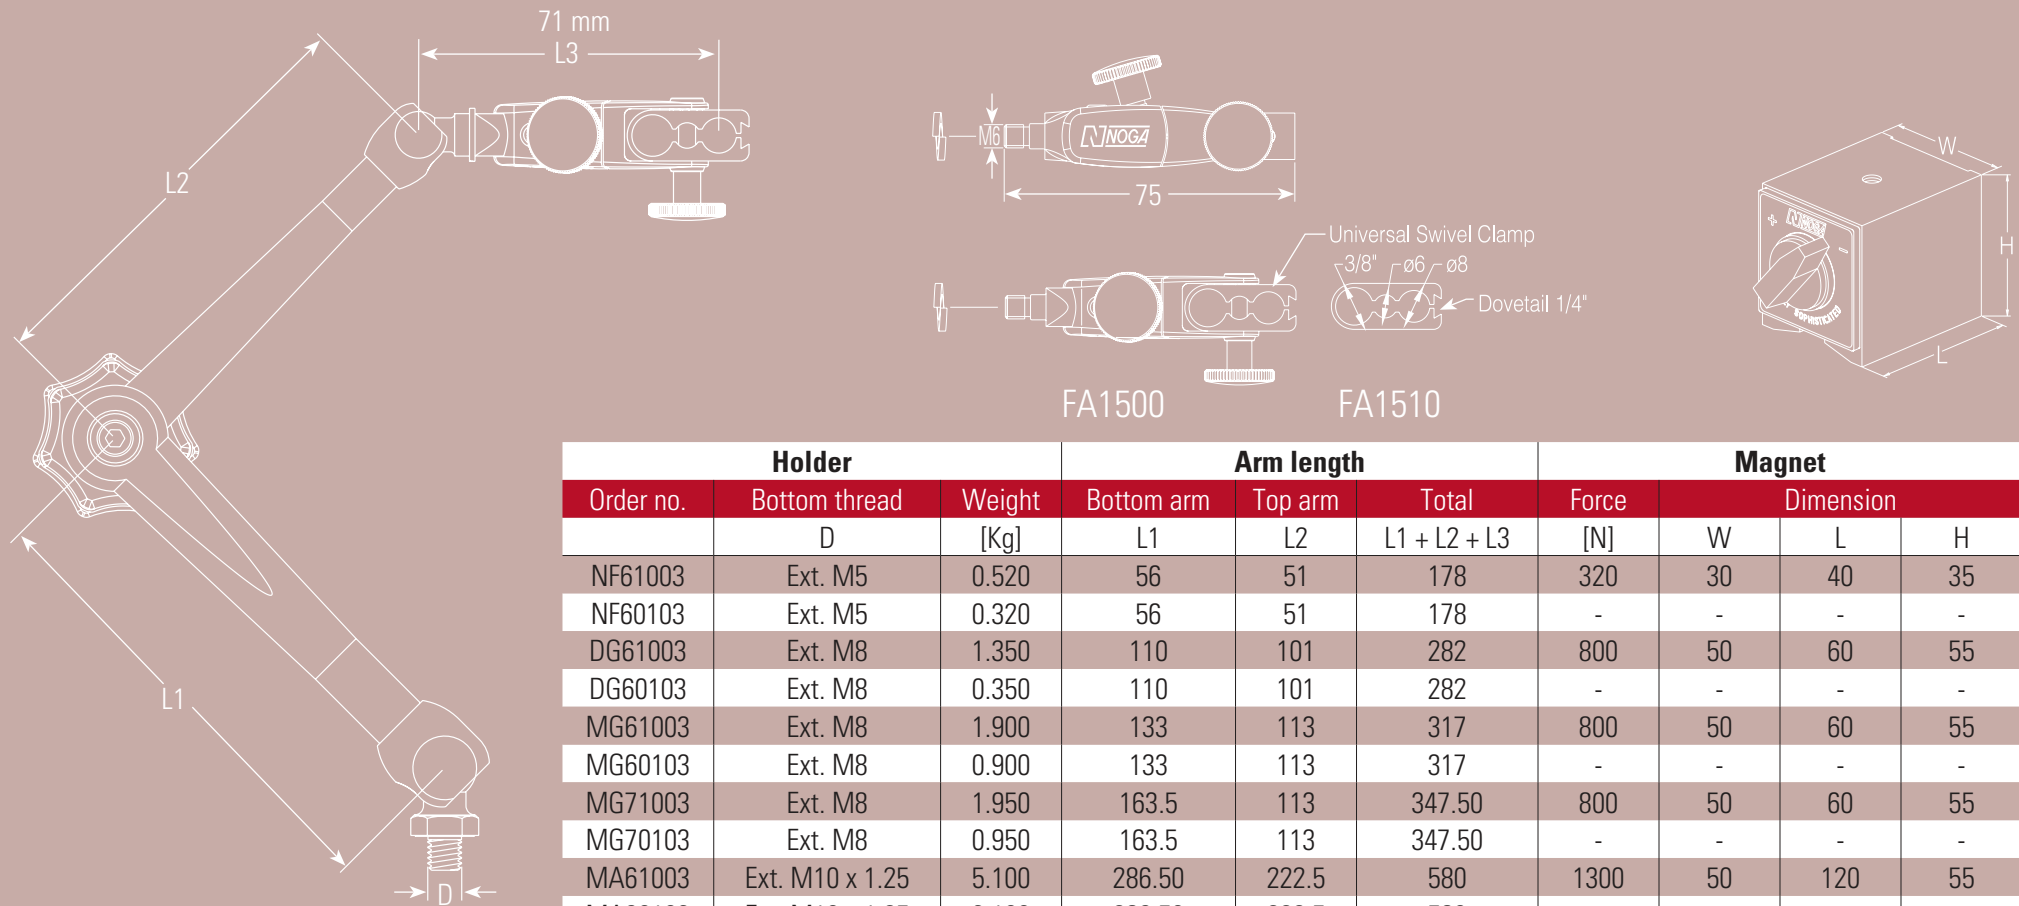 71 mm
L3
L2
L1
D
M6
NOGA
75
Universal Swivel Clamp
3/8" ø6 ø8
Dovetail 1/4"
FA1500 FA1510
W
H
L
+ NOGA -
SOPHISTICATED
Holder Arm length Magnet
Order no. Bottom thread Weight Bottom arm Top arm Total Force Dimension
D [Kg] L1 L2 L1 + L2 + L3 [N] W L H
NF61003 Ext. M5 0.520 56 51 178 320 30 40 35
NF60103 Ext. M5 0.320 56 51 178 - - - -
DG61003 Ext. M8 1.350 110 101 282 800 50 60 55
DG60103 Ext. M8 0.350 110 101 282 - - - -
MG61003 Ext. M8 1.900 133 113 317 800 50 60 55
MG60103 Ext. M8 0.900 133 113 317 - - - -
MG71003 Ext. M8 1.950 163.5 113 347.50 800 50 60 55
MG70103 Ext. M8 0.950 163.5 113 347.50 - - - -
MA61003 Ext. M10 x 1.25 5.100 286.50 222.5 580 1300 50 120 55